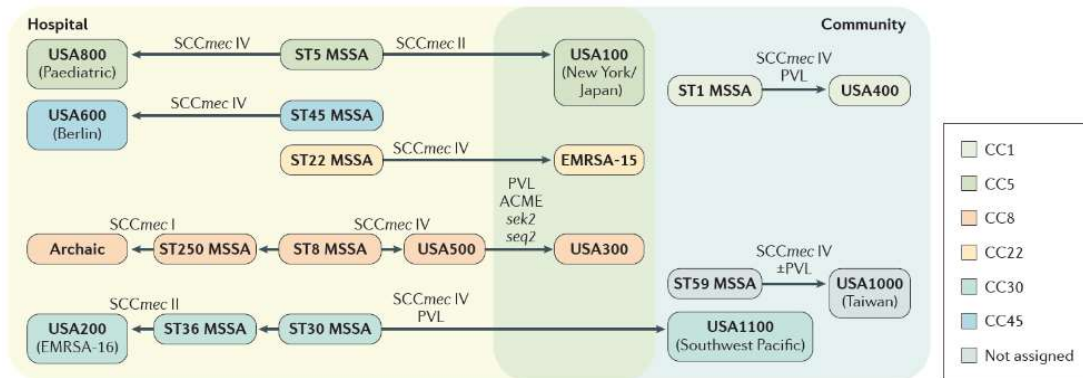 Hospital
Community
USA800
(Paediatric)
SCCmec IV
ST5 MSSA
SCCmec II
USA100
(New York/
Japan)
SCCmec IV
PVL
ST1 MSSA
USA400
USA600
(Berlin)
SCCmec IV
ST45 MSSA
ST22 MSSA
SCCmec IV
EMRSA-15
PVL
ACME
sek2
seq2
SCCmec I
SCCmec IV
Archaic
ST250 MSSA
ST8 MSSA
USA500
USA300
SCCmec IV
±PVL
ST59 MSSA
USA1000
(Taiwan)
SCCmec II
SCCmec IV
PVL
USA200
(EMRSA-16)
ST36 MSSA
ST30 MSSA
USA1100
(Southwest Pacific)
CC1
CC5
CC8
CC22
CC30
CC45
Not assigned